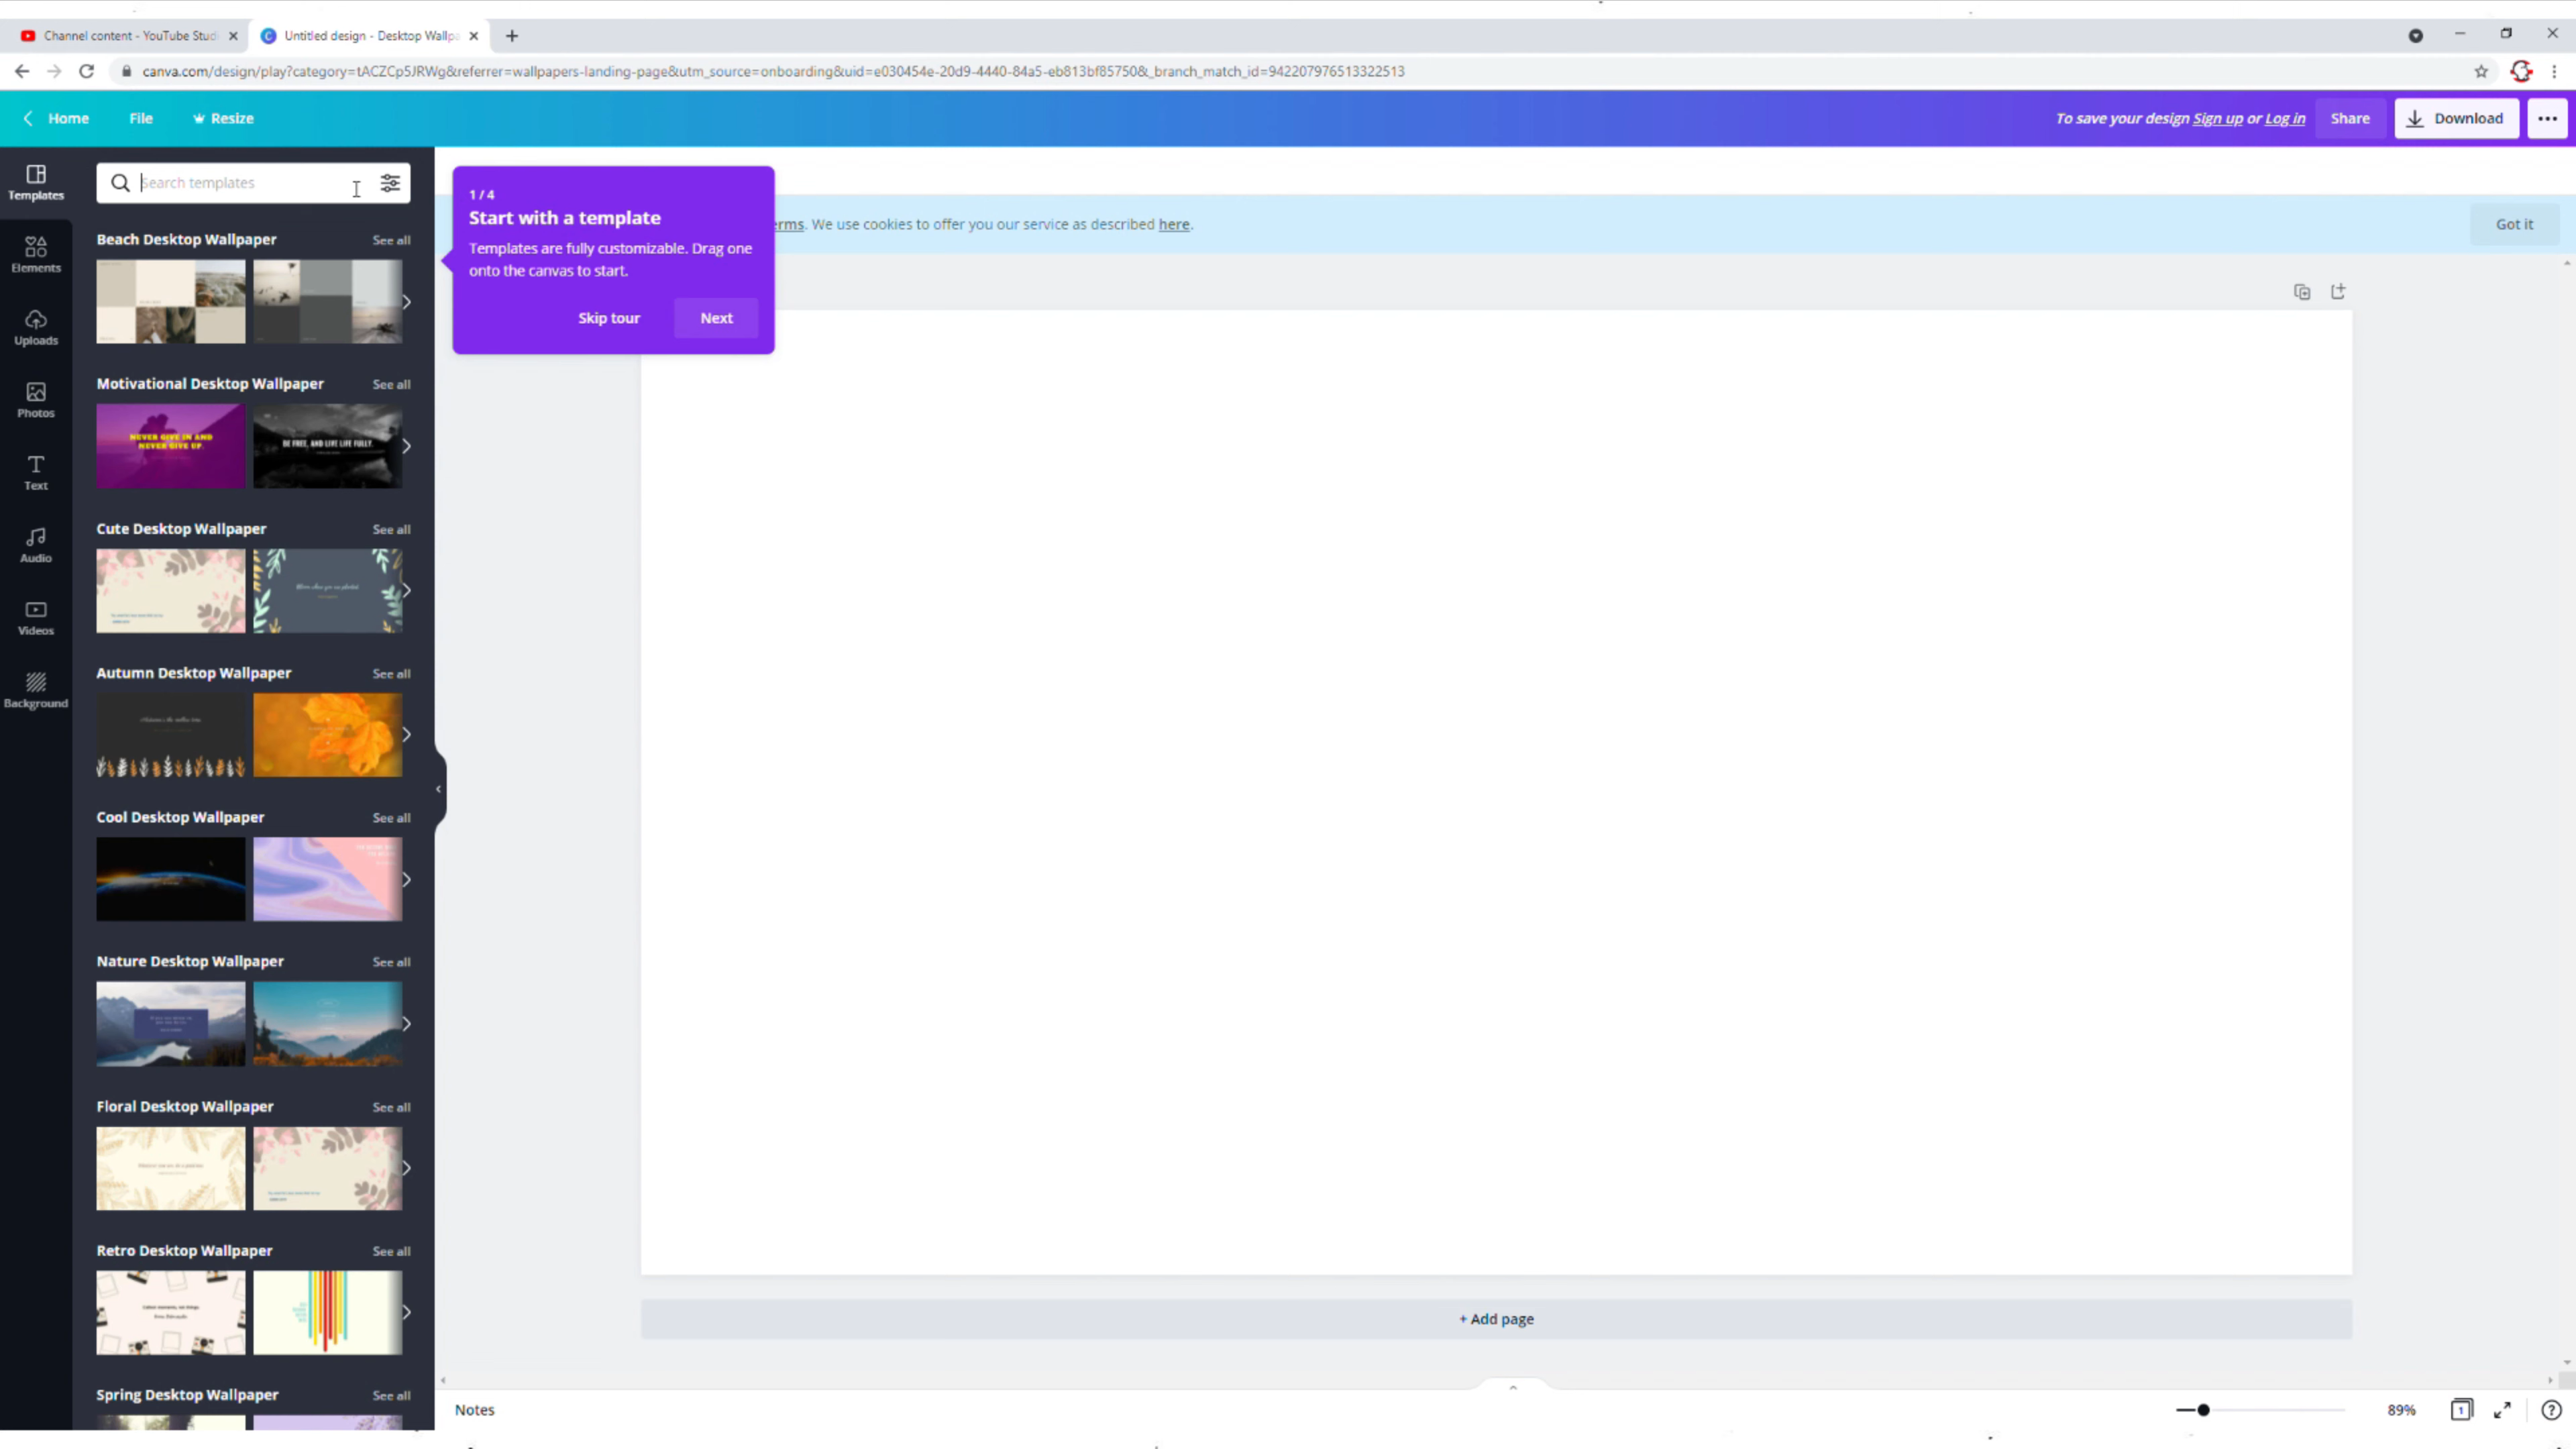 Channel content - YouTube Studi
Untitled design - Desktop Wallpa
canva.com/design/play?category=tACZCp5JRWg&referrer=wallpapers-landing-page&utm_source=onboarding&uid=e030454e-20d9-4440-84a5-eb813bf85750&_branch_match_id=942207976513322513
Home File Resize
To save your design Sign up or Log in Share Download
Templates
Elements
Uploads
Photos
Text
Audio
Videos
Background
Search templates
Beach Desktop Wallpaper See all
Motivational Desktop Wallpaper See all
NEVER GIVE IN AND
NEVER GIVE UP.
BE FREE, AND LIVE LIFE FULLY.
Cute Desktop Wallpaper See all
Autumn Desktop Wallpaper See all
Cool Desktop Wallpaper See all
Nature Desktop Wallpaper See all
Floral Desktop Wallpaper See all
Retro Desktop Wallpaper See all
Spring Desktop Wallpaper See all
1 / 4
Start with a template
Templates are fully customizable. Drag one
onto the canvas to start.
Skip tour Next
erms. We use cookies to offer you our service as described here.
Got it
+ Add page
Notes
89%
1